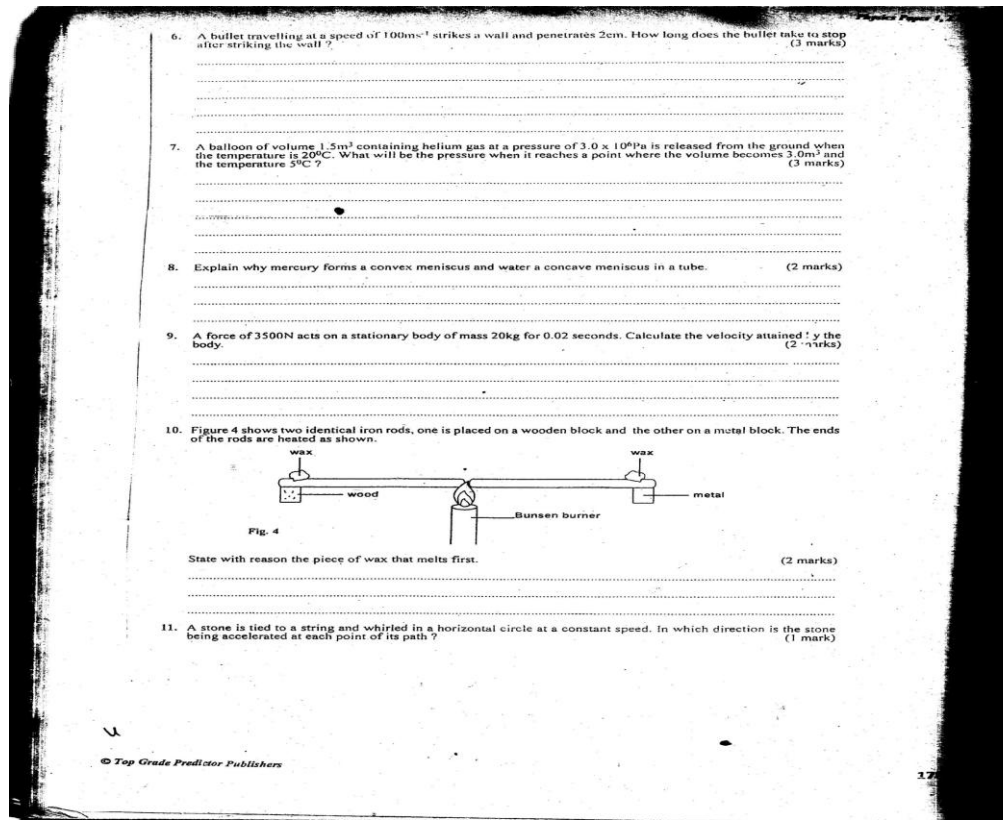 Physics Paper 1,
6. A bullet travelling at a speed of 100ms⁻¹ strikes a wall and penetrates 2cm. How long does the bullet take to stop
after striking the wall ? (3 marks)
7. A balloon of volume 1.5m³ containing helium gas at a pressure of 3.0 x 10⁶Pa is released from the ground when
the temperature is 20⁰C. What will be the pressure when it reaches a point where the volume becomes 3.0m³ and
the temperature 5⁰C ? (3 marks)
8. Explain why mercury forms a convex meniscus and water a concave meniscus in a tube. (2 marks)
9. A force of 3500N acts on a stationary body of mass 20kg for 0.02 seconds. Calculate the velocity attained by the
body. (2 marks)
10. Figure 4 shows two identical iron rods, one is placed on a wooden block and the other on a metal block. The ends
of the rods are heated as shown.
wax wax
wood metal
Bunsen burner
Fig. 4
State with reason the piece of wax that melts first. (2 marks)
11. A stone is tied to a string and whirled in a horizontal circle at a constant speed. In which direction is the stone
being accelerated at each point of its path ? (1 mark)
© Top Grade Predictor Publishers
17